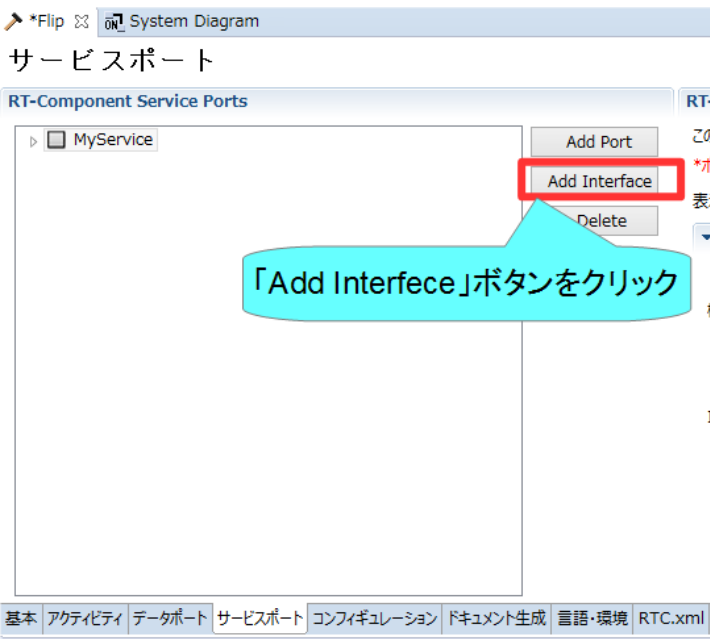 *Flip System Diagram
サービスポート
RT-Component Service Ports
RT-
MyService
Add Port
Add Interface
Delete
「Add Interfece」ボタンをクリック
この
表
基本 アクティビティ データポート サービスポート コンフィギュレーション ドキュメント生成 言語・環境 RTC.xml